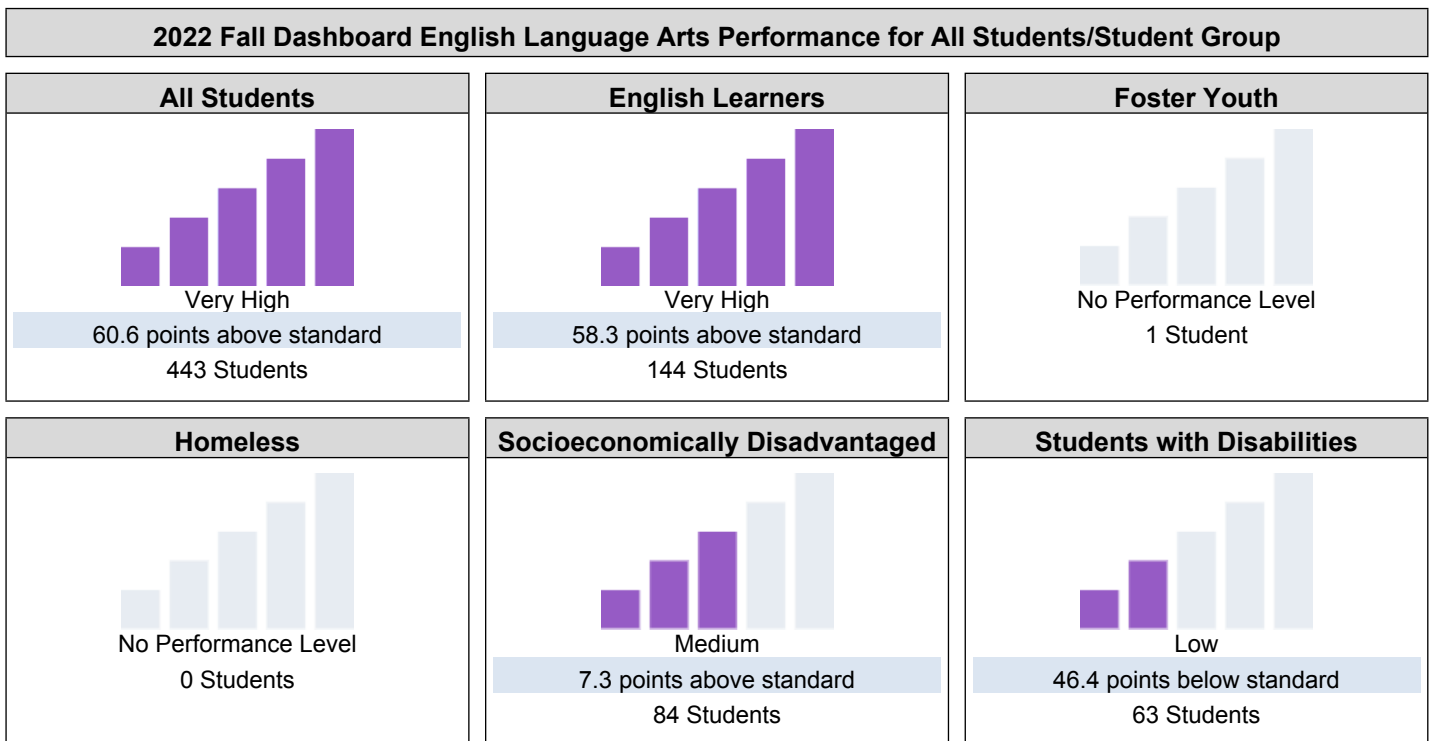 2022 Fall Dashboard English Language Arts Performance for All Students/Student Group
All Students
Very High
60.6 points above standard
443 Students
English Learners
Very High
58.3 points above standard
144 Students
Foster Youth
No Performance Level
1 Student
Homeless
No Performance Level
0 Students
Socioeconomically Disadvantaged
Medium
7.3 points above standard
84 Students
Students with Disabilities
Low
46.4 points below standard
63 Students